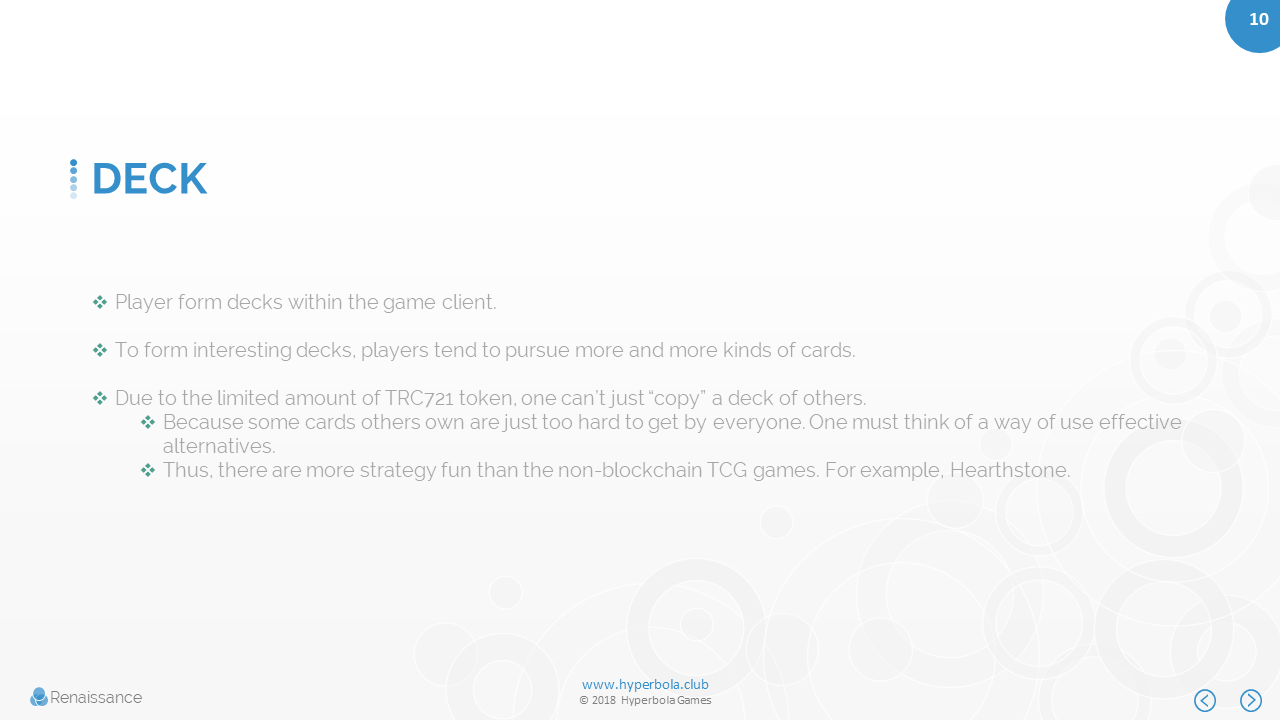 10
DECK
Player form decks within the game client.
To form interesting decks, players tend to pursue more and more kinds of cards.
Due to the limited amount of TRC721 token, one can't just “copy” a deck of others.
Because some cards others own are just too hard to get by everyone. One must think of a way of use effective
alternatives.
Thus, there are more strategy fun than the non-blockchain TCG games. For example, Hearthstone.
Renaissance
www.hyperbola.club
© 2018 Hyperbola Games